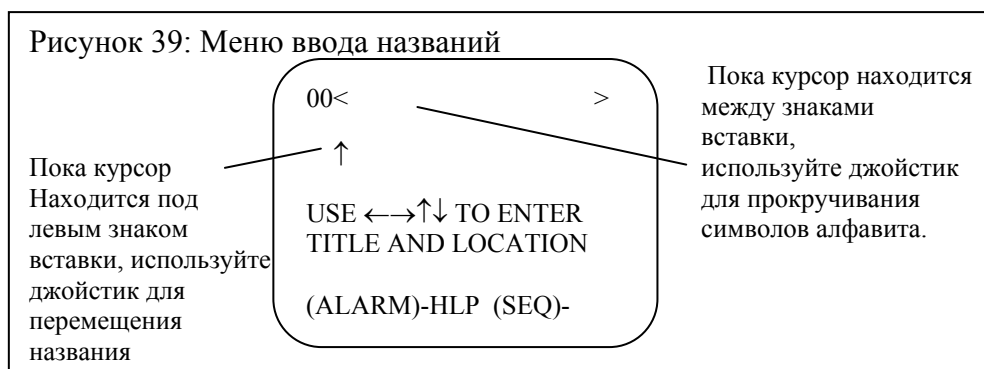 Рисунок 39: Меню ввода названий
00< >
↑
USE ←→↑↓ TO ENTER
TITLE AND LOCATION
(ALARM)-HLP (SEQ)-
Пока курсор
Находится под
левым знаком
вставки, используйте
джойстик для
перемещения
названия
Пока курсор находится
между знаками
вставки,
используйте джойстик
для прокручивания
символов алфавита.